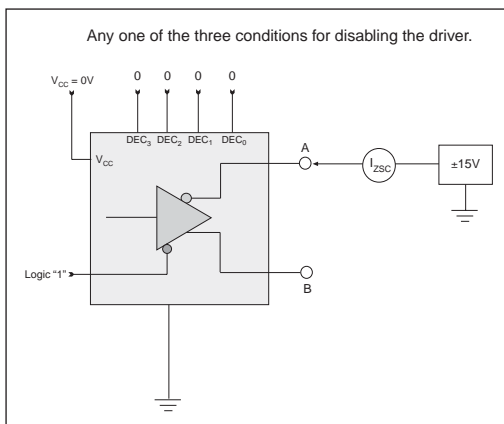 Any one of the three conditions for disabling the driver.
V_CC = 0V
0 0 0 0
DEC_3 DEC_2 DEC_1 DEC_0
V_CC
A
I_ZSC
±15V
Logic “1”
B